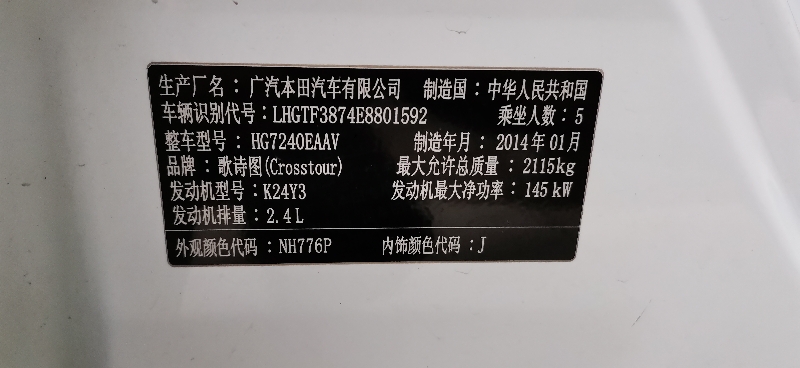 生产厂名：广汽本田汽车有限公司 制造国：中华人民共和国
车辆识别代号：LHGTF3874E8801592 乘坐人数：5
整车型号：HG7240EAAV 制造年月：2014年01月
品牌：歌诗图(Crosstour) 最大允许总质量：2115kg
发动机型号：K24Y3 发动机最大净功率：145kW
发动机排量：2.4L
外观颜色代码：NH776P 内饰颜色代码：J